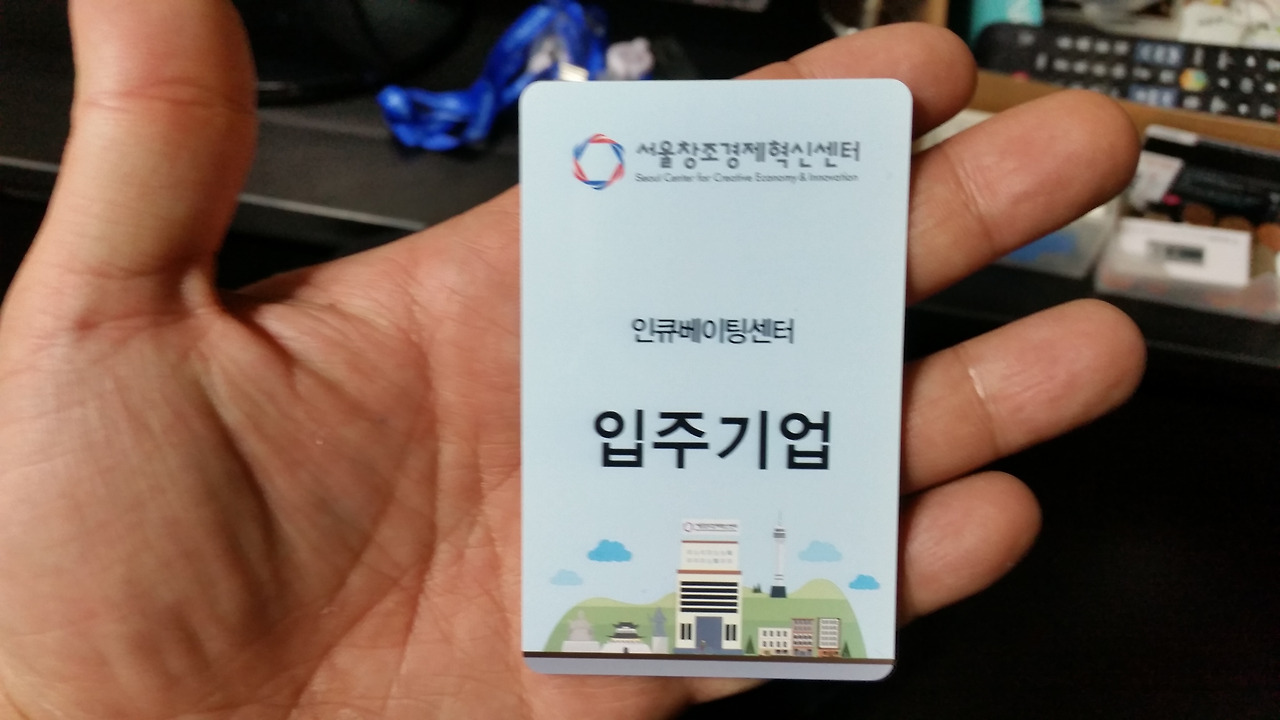 서울창조경제혁신센터
Seoul Center for Creative Economy & Innovation
인큐베이팅센터
입주기업